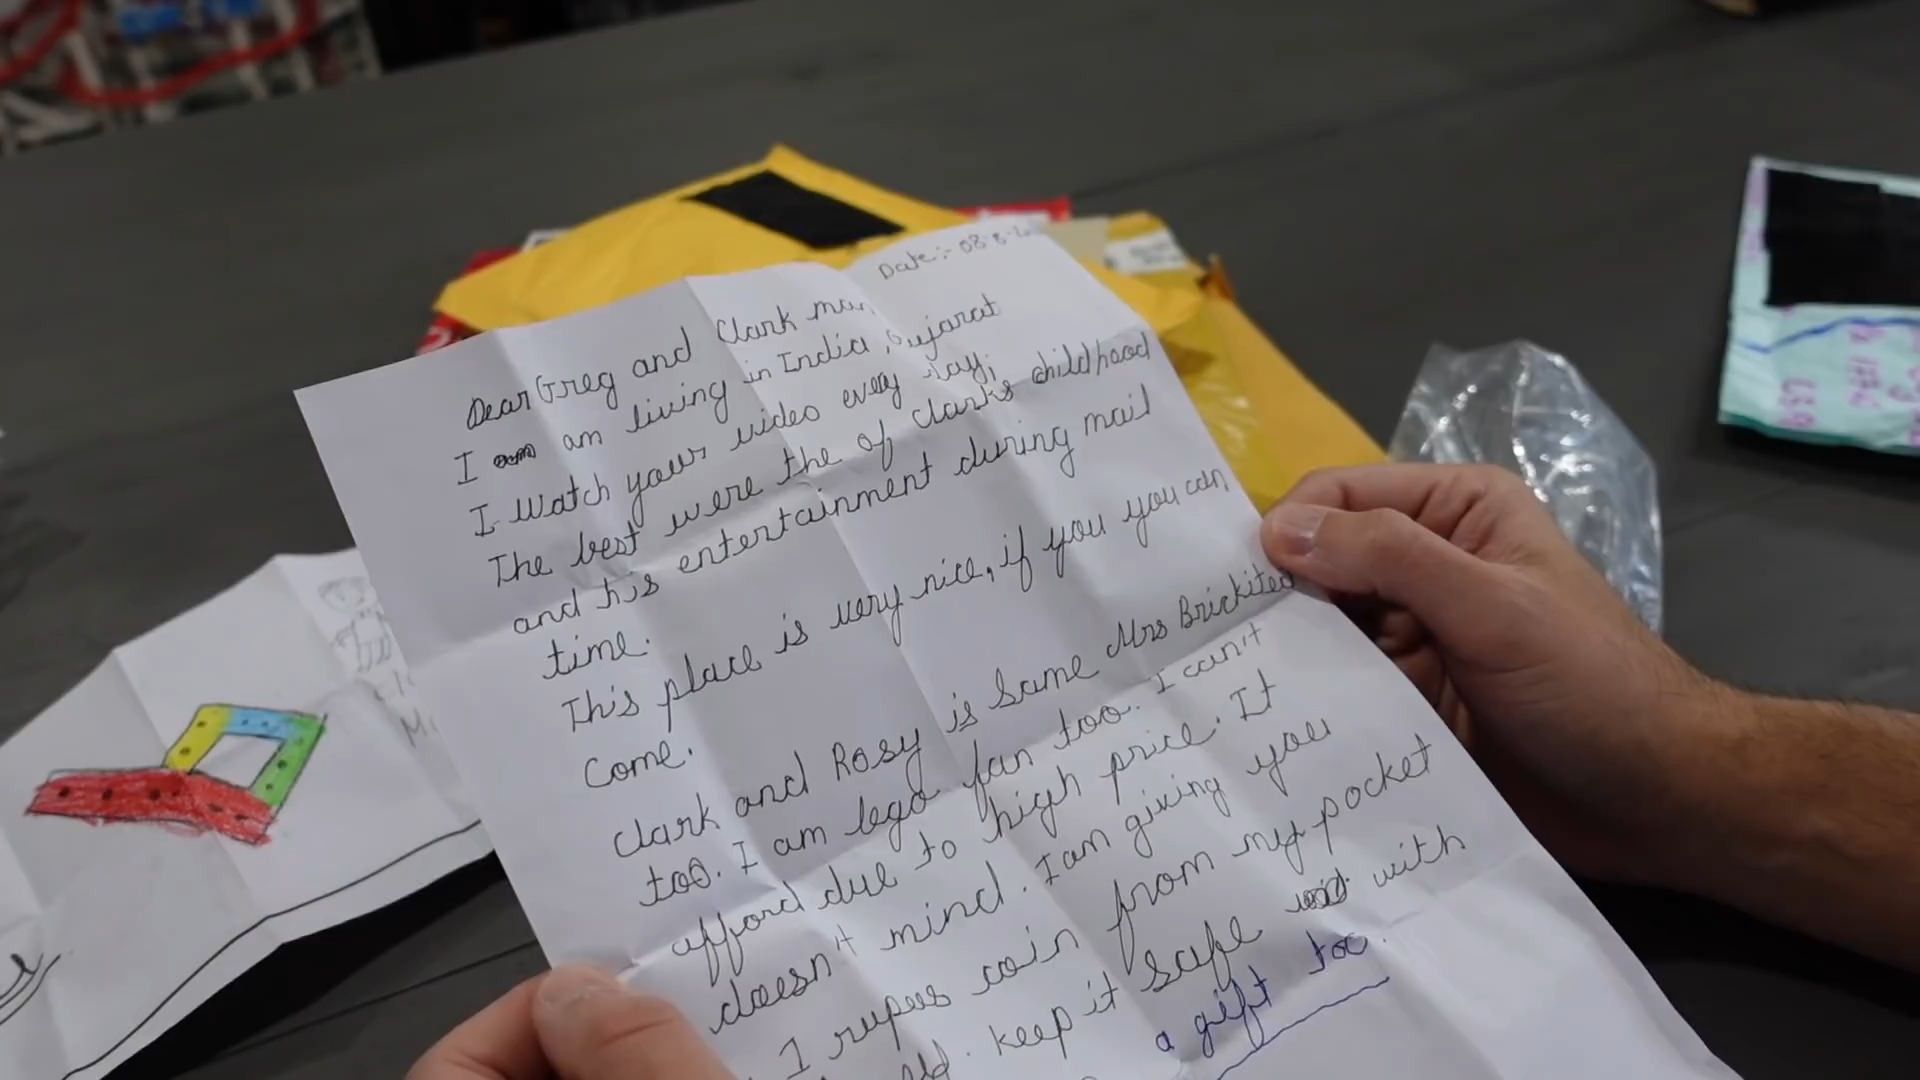 Date:- 08-8-
Dear Greg and Clark
I am living in India, Gujarat
I Watch your video every day,
The best were the of clark's childhood
and his entertainment during mail
time.
This place is very nice, if you you can
Come.
Clark and Rosy is Same Mrs Brickited
too. I am lego fan too. I can't
afford due to high price. It
doesn't mind. I am giving you
1 rupees coin from my pocket
keep it safe with
a gift too.